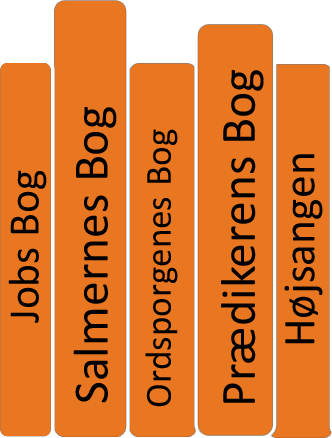 Jobs Bog
Salmernes Bog
Ordsporgenes Bog
Prædikerens Bog
Højsangen